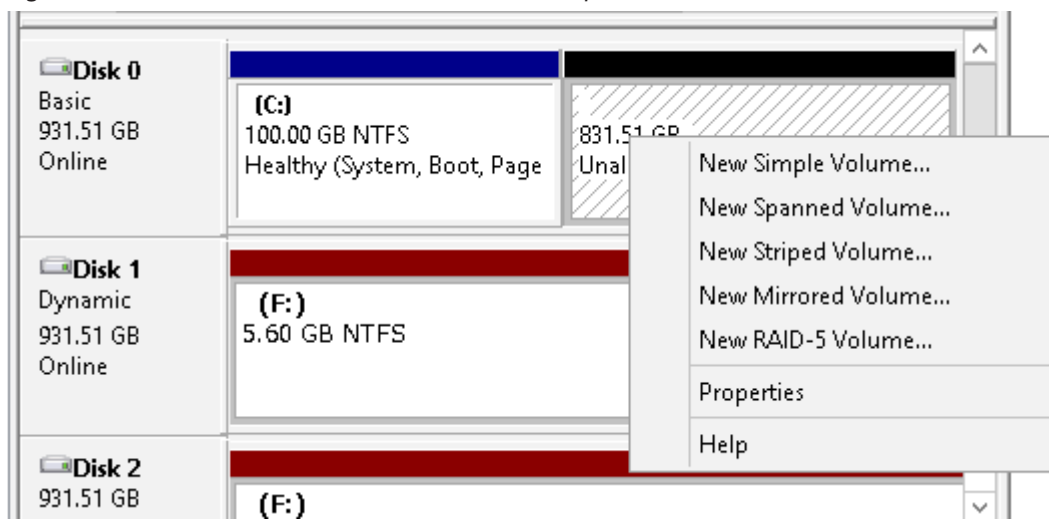 Disk 0
Basic
931.51 GB
Online
(C:)
100.00 GB NTFS
Healthy (System, Boot, Page
831.51 GB
Unal
New Simple Volume...
New Spanned Volume...
New Striped Volume...
New Mirrored Volume...
New RAID-5 Volume...
Properties
Help
Disk 1
Dynamic
931.51 GB
Online
(F:)
5.60 GB NTFS
Disk 2
931.51 GB
(F:)